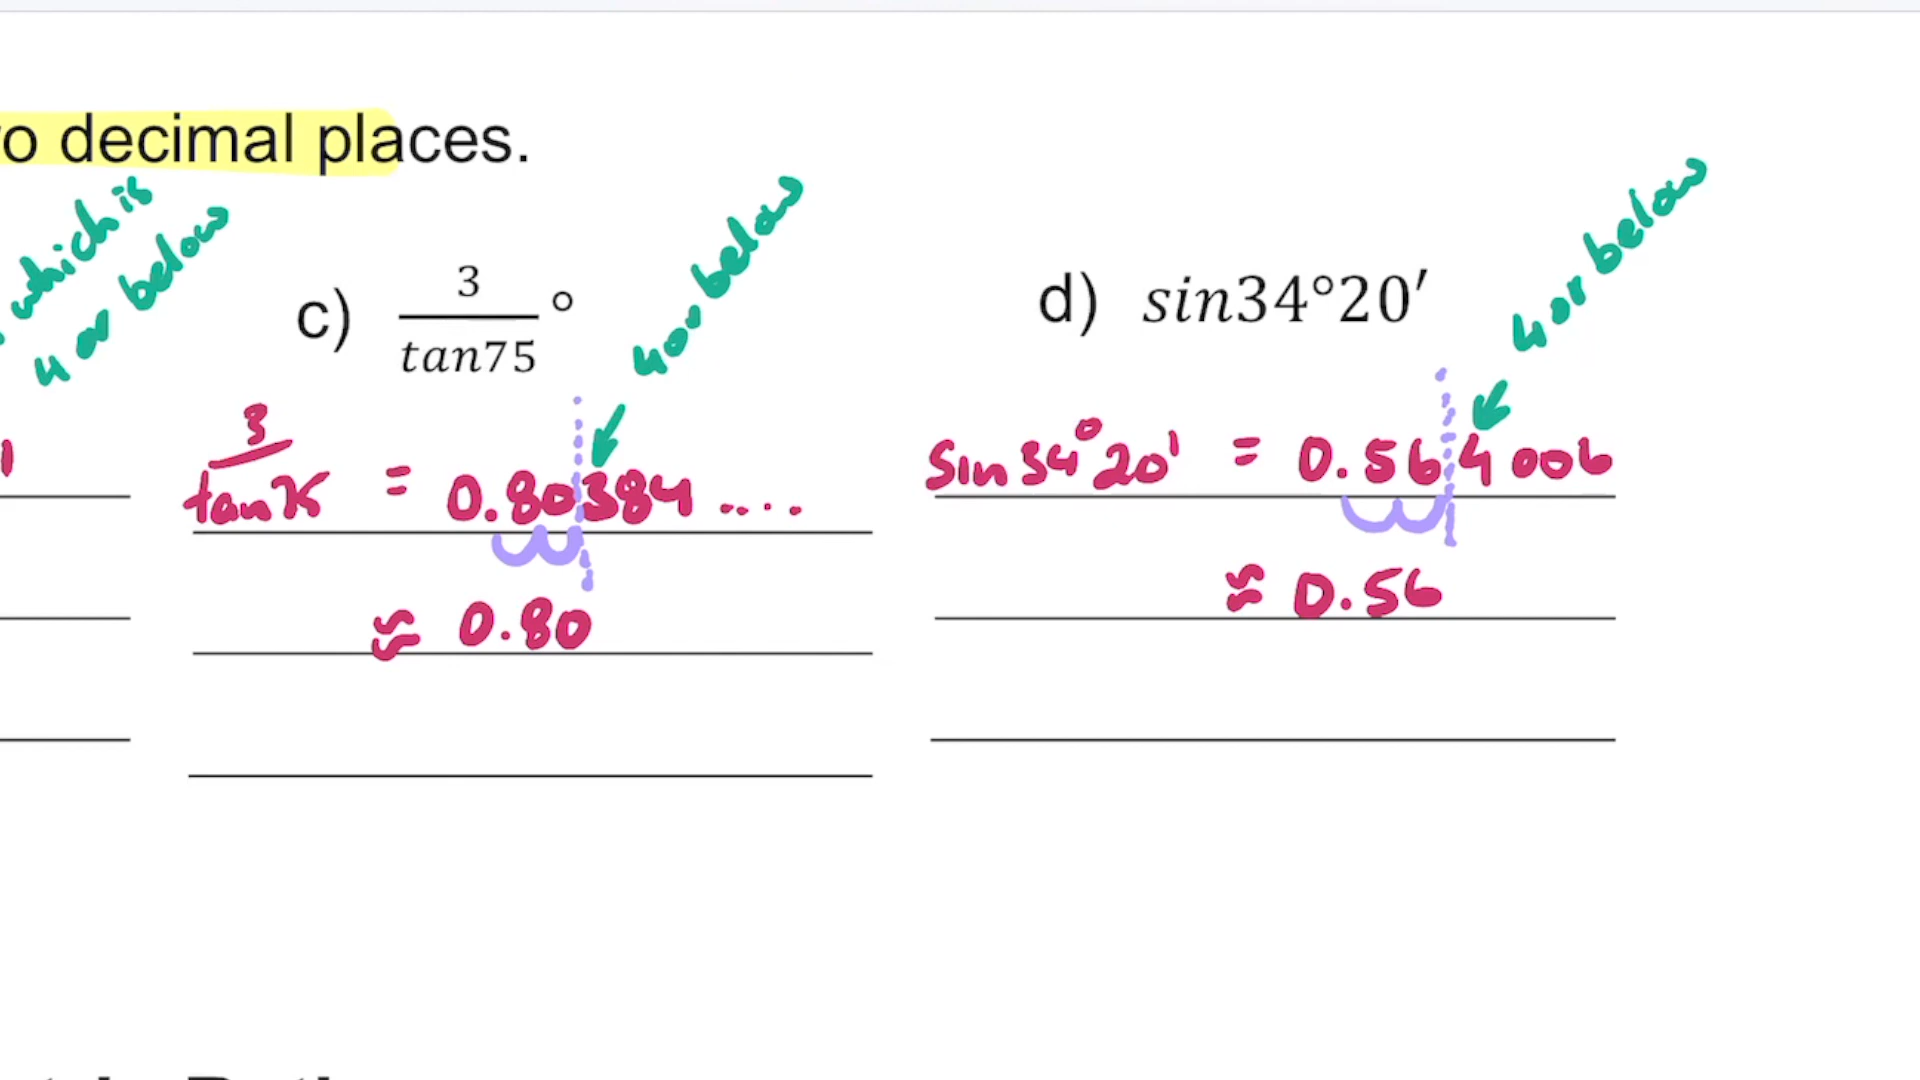 o decimal places.
which is
4 or below
c) 3/tan75 °
4 or below
3/tan75 = 0.80384 ....
≈ 0.80
d) sin34°20′
4 or below
sin 34°20' = 0.564006
≈ 0.56